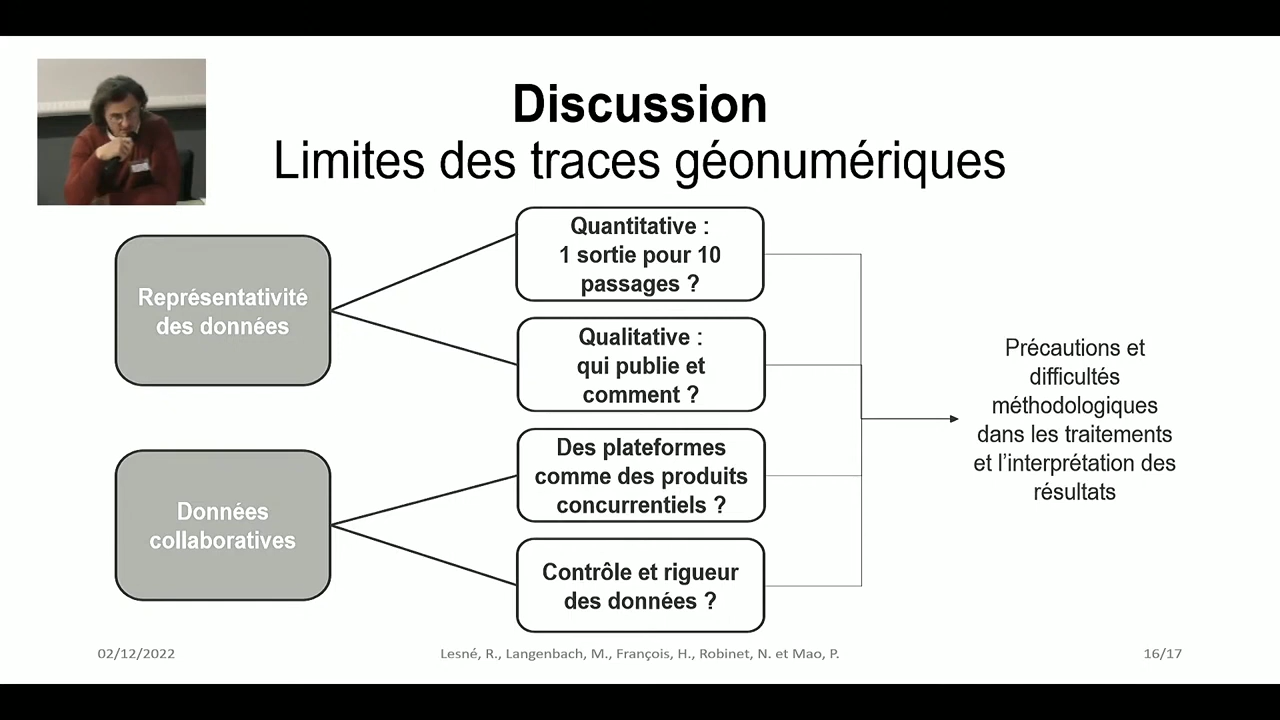 Discussion
Limites des traces géonumériques
Représentativité
des données
Quantitative :
1 sortie pour 10
passages ?
Qualitative :
qui publie et
comment ?
Données
collaboratives
Des plateformes
comme des produits
concurrentiels ?
Contrôle et rigueur
des données ?
Précautions et
difficultés
méthodologiques
dans les traitements
et l’interprétation des
résultats
02/12/2022
Lesné, R., Langenbach, M., François, H., Robinet, N. et Mao, P.
16/17